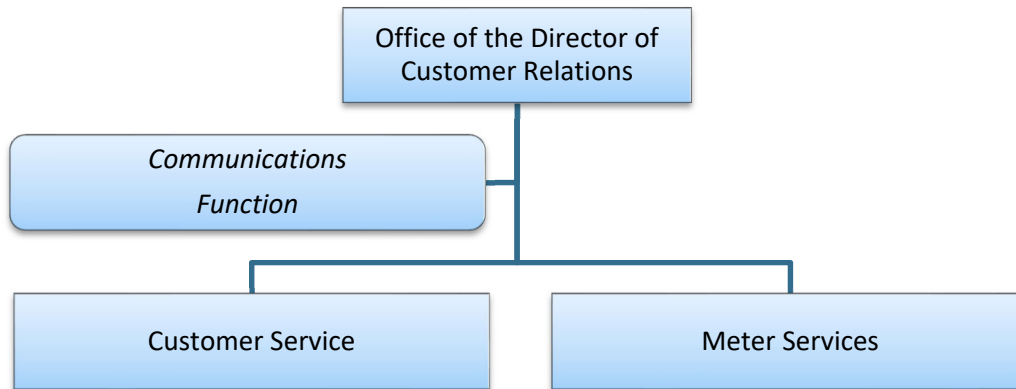 Office of the Director of
Customer Relations
Communications
Function
Customer Service
Meter Services